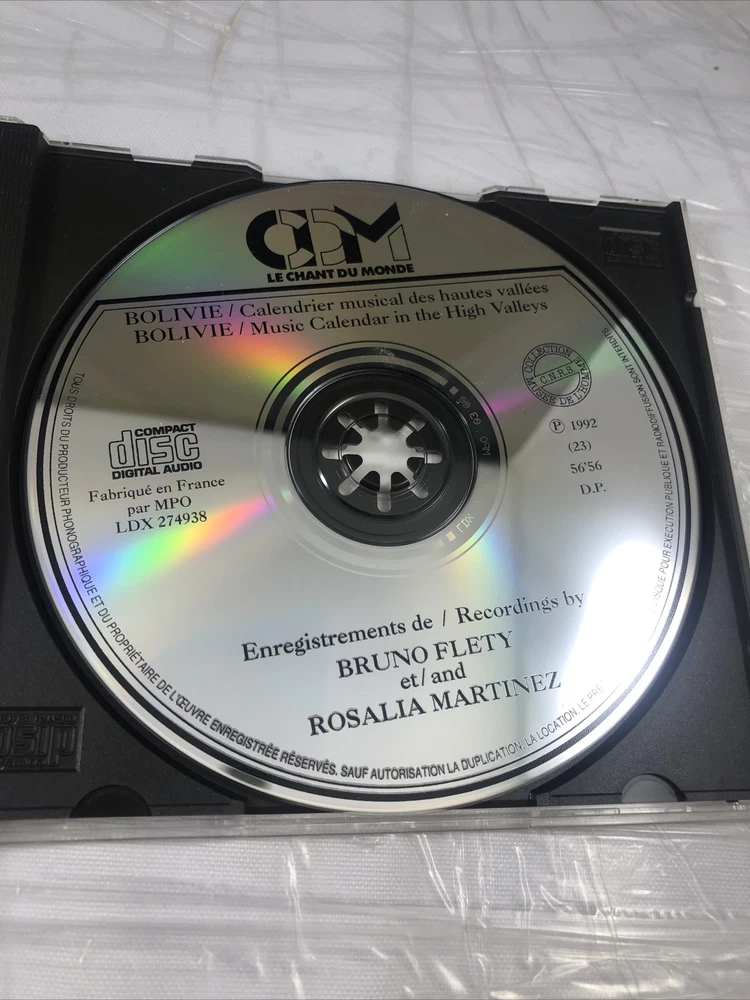 CDM
LE CHANT DU MONDE
BOLIVIE / Calendrier musical des hautes vallées
BOLIVIE / Music Calendar in the High Valleys
COLLECTION
C.N.R.S.
MUSÉE DE L'HOMME
COMPACT
disc
DIGITAL AUDIO
Fabriqué en France
par MPO
LDX 274938
℗ 1992
(23)
56'56
D.P.
Enregistrements de / Recordings by
BRUNO FLETY
et/ and
ROSALIA MARTINEZ
TOUS DROITS DU PRODUCTEUR PHONOGRAPHIQUE ET DU PROPRIÉTAIRE DE L'ŒUVRE ENREGISTRÉE RÉSERVÉS. SAUF AUTORISATION LA DUPLICATION, LA LOCATION, LE POUR EXECUTION PUBLIQUE ET RADIODIFFUSION SONT INTERDITS